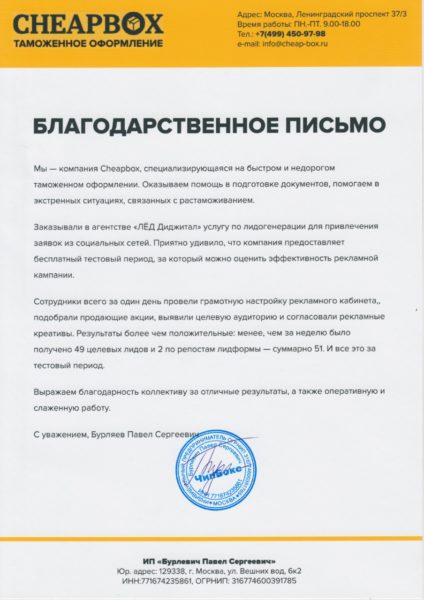 CHEAPBOX
ТАМОЖЕННОЕ ОФОРМЛЕНИЕ
Адрес: Москва, Ленинградский проспект 37/3
Время работы: ПН.-ПТ. 9.00-18.00
Тел.: +7(499) 450-97-98
e-mail: info@cheap-box.ru
БЛАГОДАРСТВЕННОЕ ПИСЬМО
Мы — компания Cheapbox, специализирующаяся на быстром и недорогом
таможенном оформлении. Оказываем помощь в подготовке документов, помогаем в
экстренных ситуациях, связанных с растаможиванием.
Заказывали в агентстве «ЛЁД Диджитал» услугу по лидогенерации для привлечения
заявок из социальных сетей. Приятно удивило, что компания предоставляет
бесплатный тестовый период, за который можно оценить эффективность рекламной
кампании.
Сотрудники всего за один день провели грамотную настройку рекламного кабинета,,
подобрали продающие акции, выявили целевую аудиторию и согласовали рекламные
креативы. Результаты более чем положительные: менее, чем за неделю было
получено 49 целевых лидов и 2 по репостам лидформы — суммарно 51. И все это за
тестовый период.
Выражаем благодарность коллективу за отличные результаты, а также оперативную и
слаженную работу.
С уважением, Бурляев Павел Сергеевич
ЧипБокс
ИП «Бурлевич Павел Сергеевич»
Юр. адрес: 129338, г. Москва, ул. Вешних вод, 6к2
ИНН:771674235861, ОГРНИП: 316774600391785